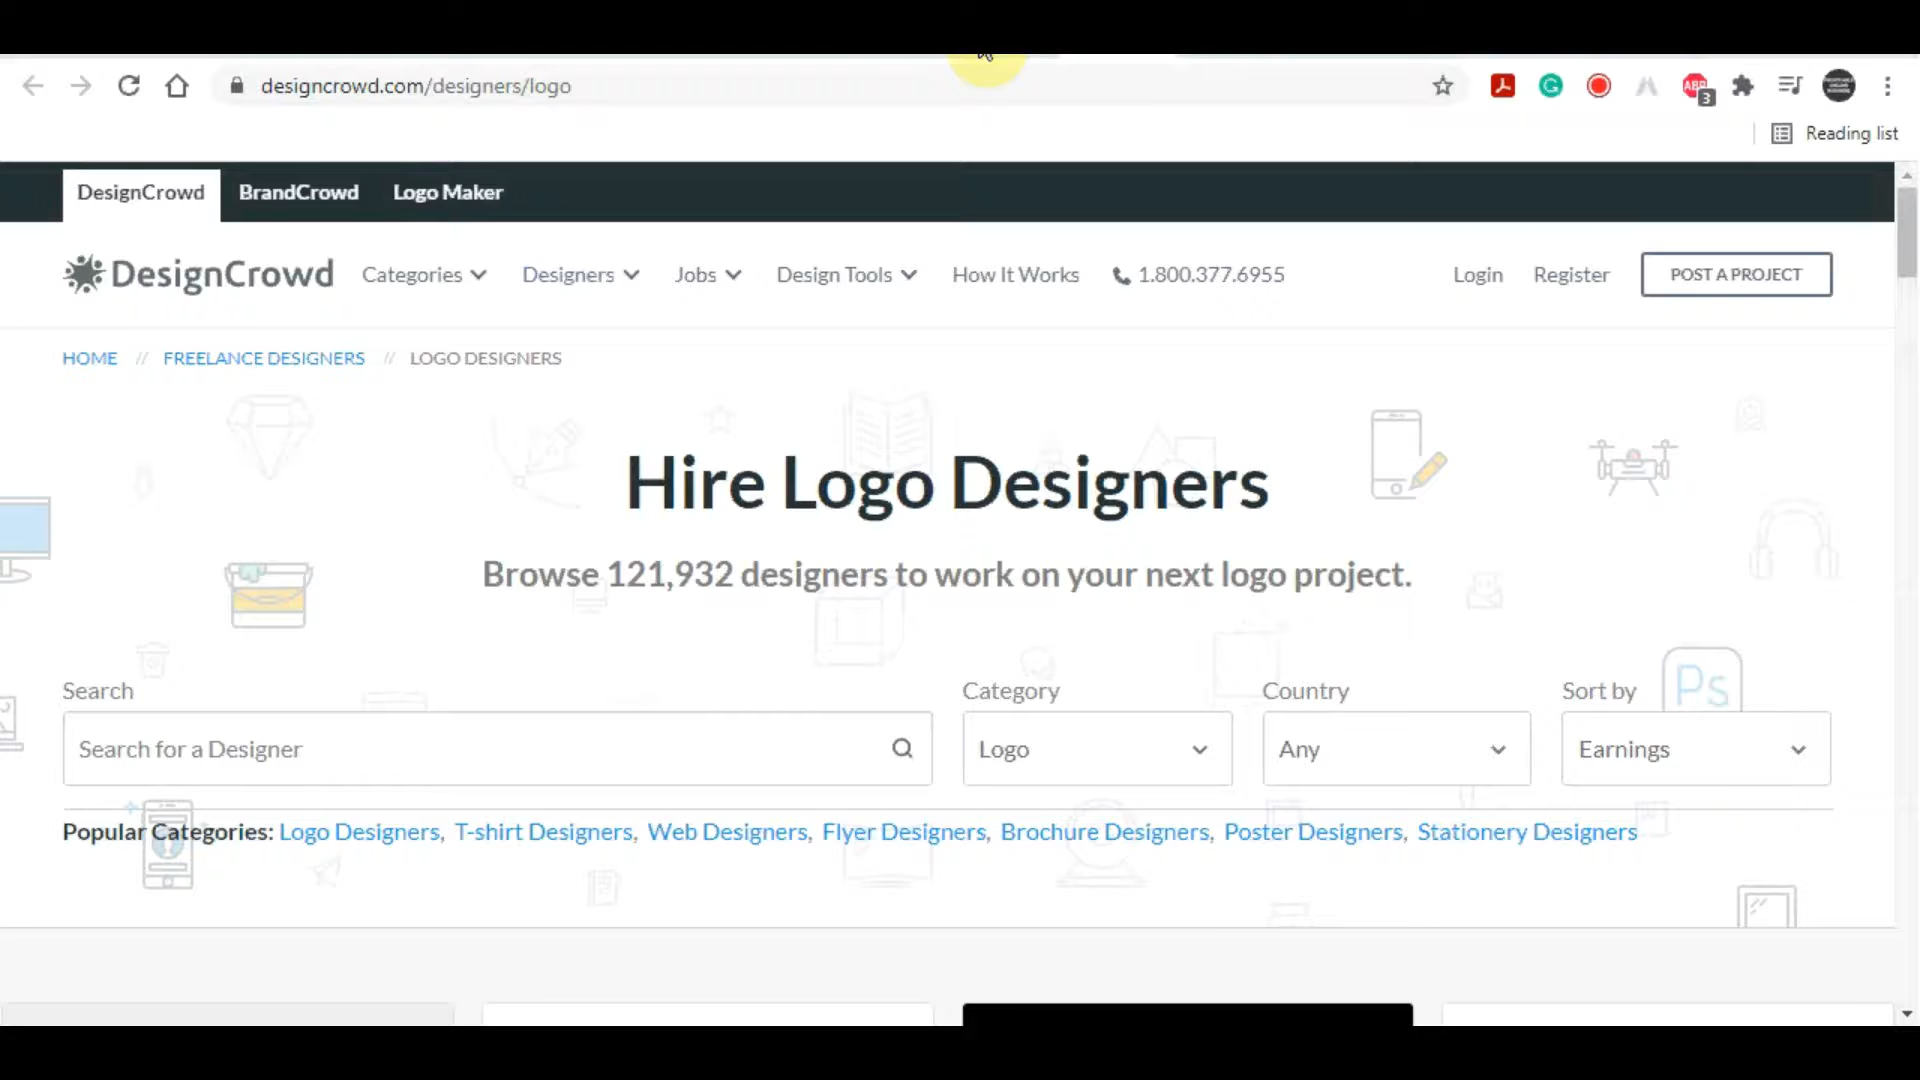 designcrowd.com/designers/logo
ABP
3
Reading list
DesignCrowd BrandCrowd Logo Maker
DesignCrowd Categories Designers Jobs Design Tools How It Works 1.800.377.6955 Login Register POST A PROJECT
HOME // FREELANCE DESIGNERS // LOGO DESIGNERS
Hire Logo Designers
Browse 121,932 designers to work on your next logo project.
Ps
Search Category Country Sort by
Search for a Designer Logo Any Earnings
Popular Categories: Logo Designers, T-shirt Designers, Web Designers, Flyer Designers, Brochure Designers, Poster Designers, Stationery Designers